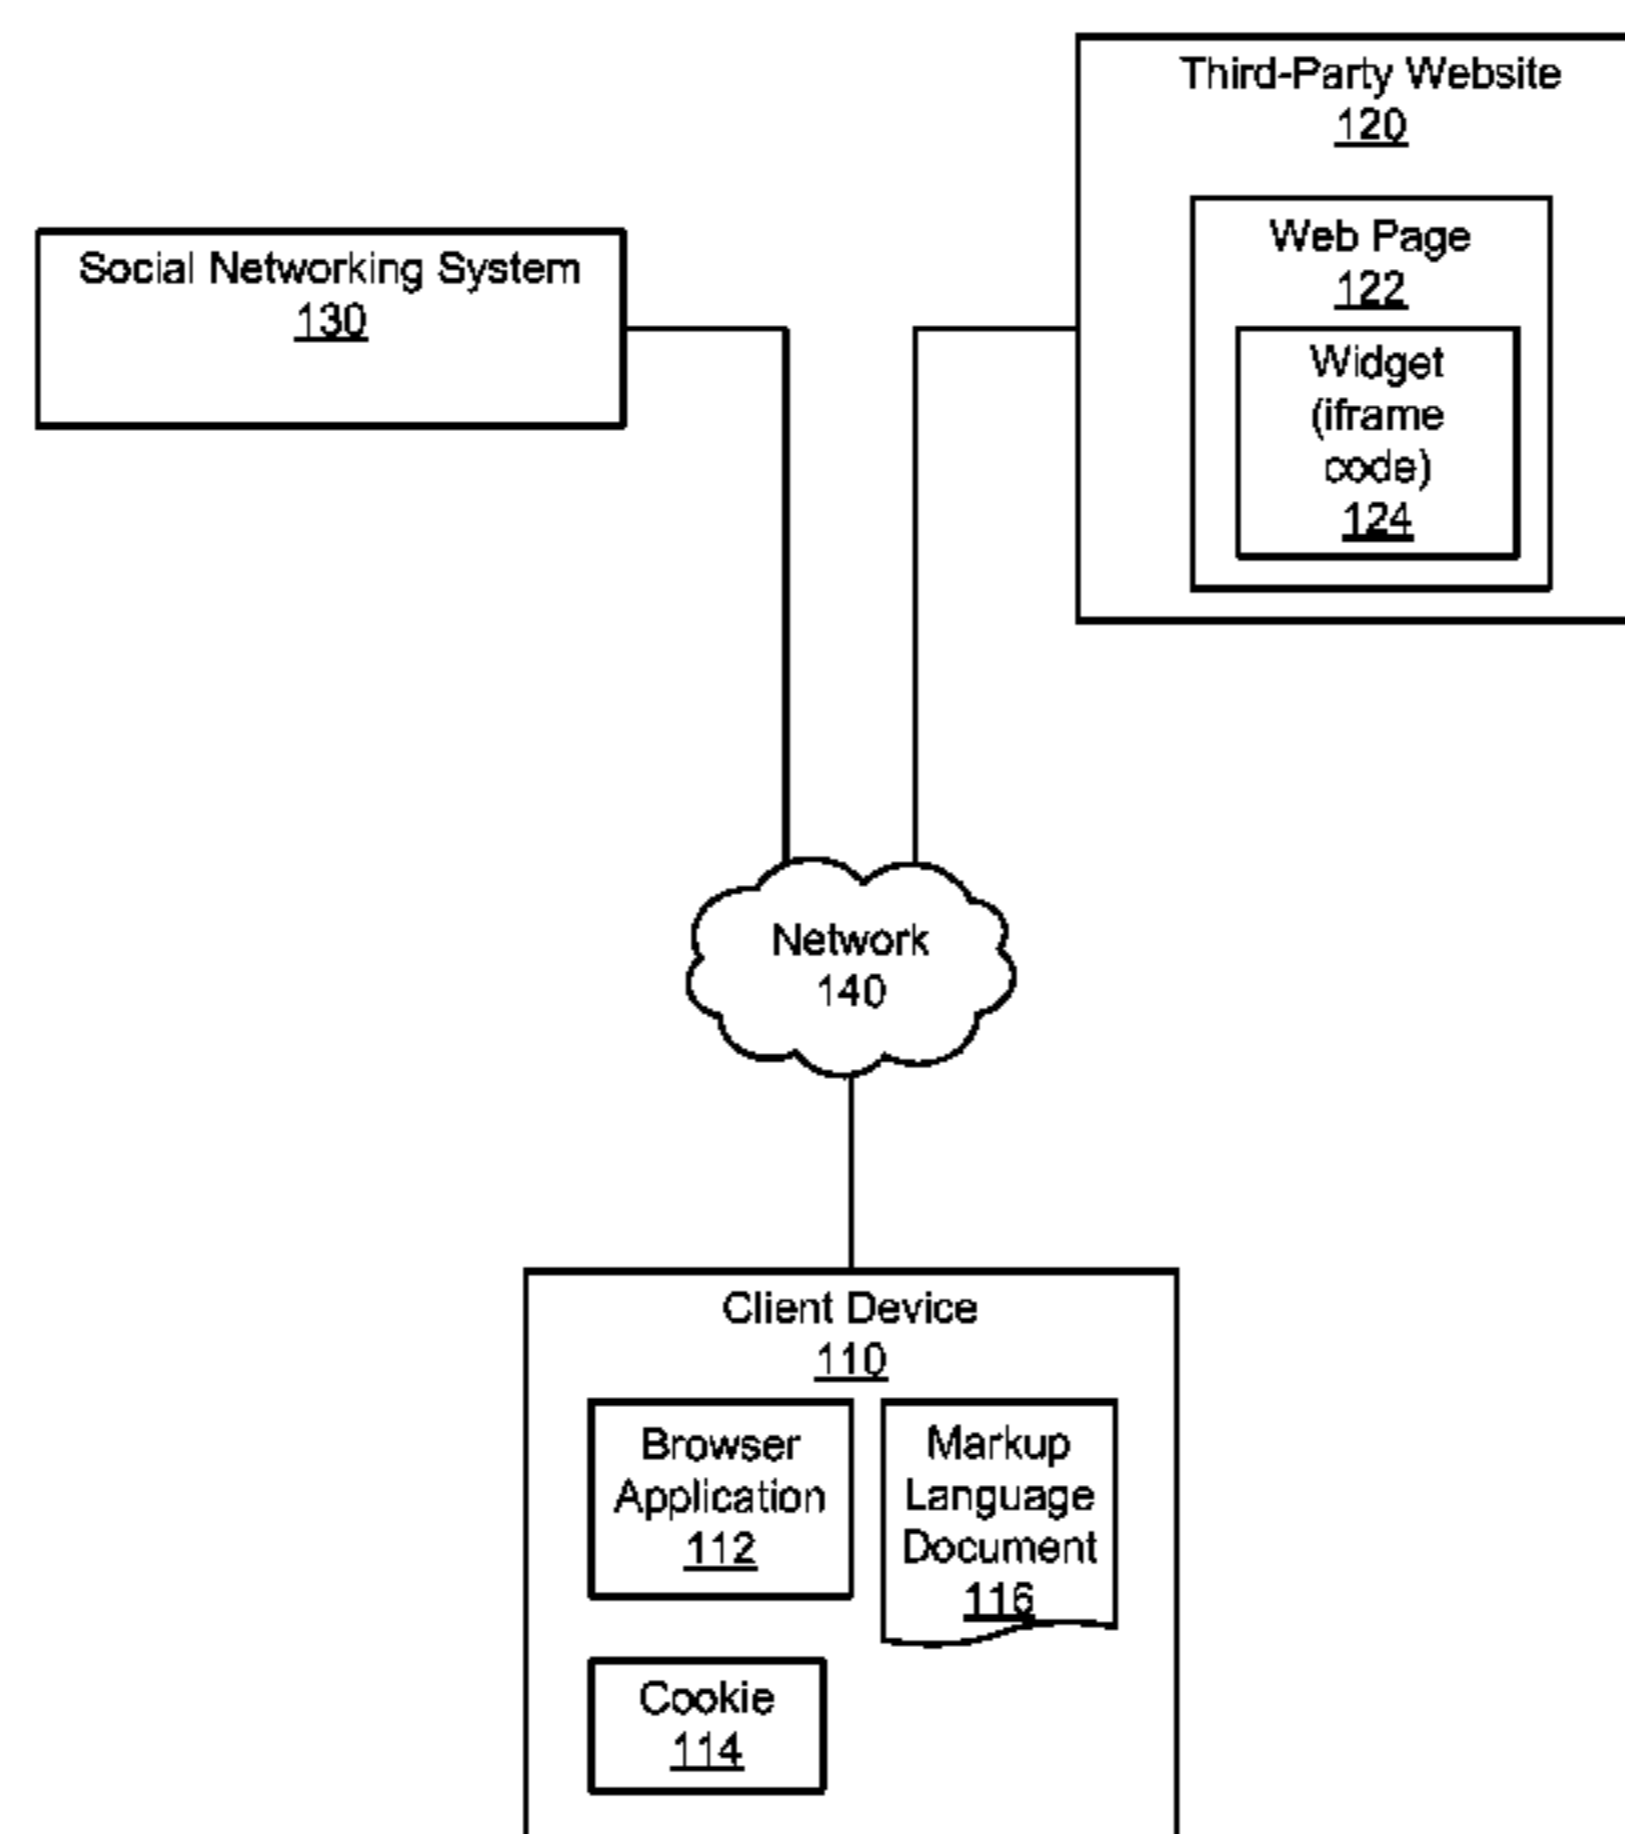 Third-Party Website
120
Web Page
122
Widget
(iframe
code)
124
Social Networking System
130
Network
140
Client Device
110
Browser
Application
112
Markup
Language
Document
116
Cookie
114